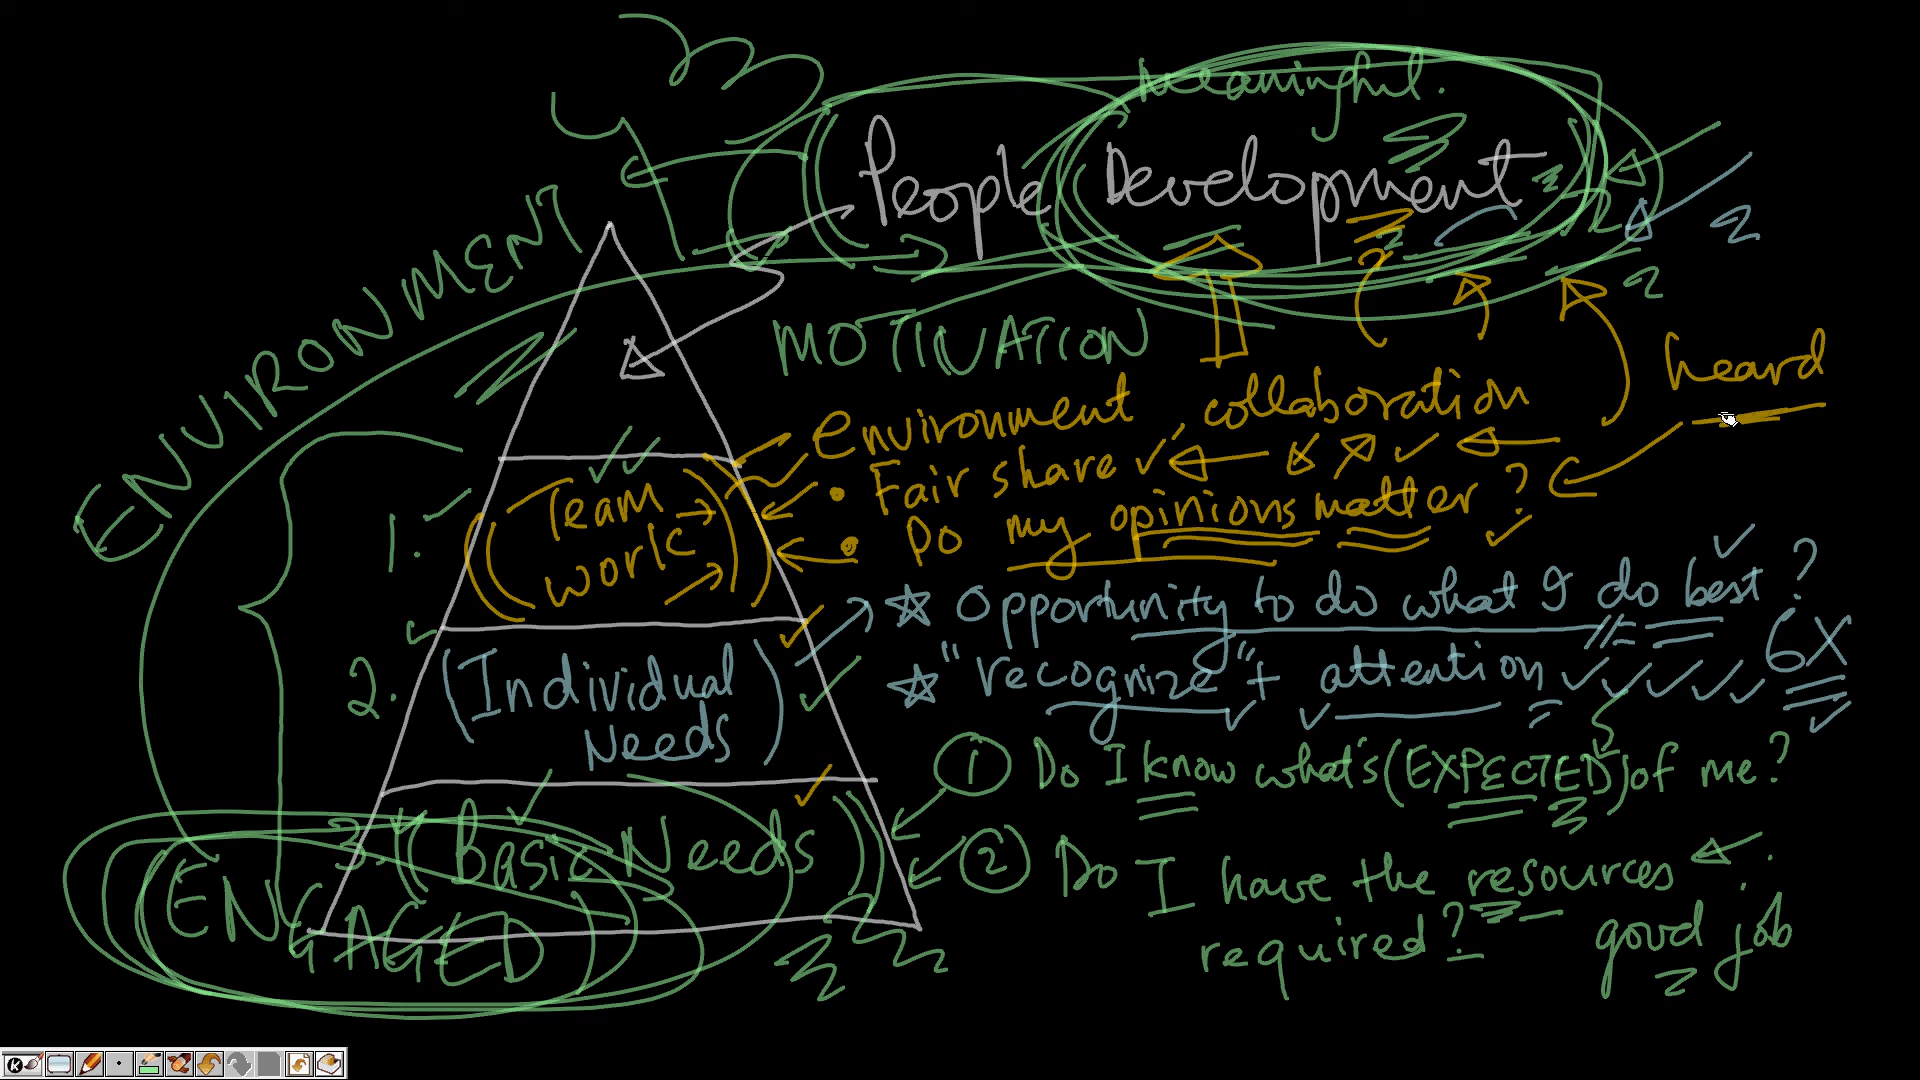 Meaningful.
People Development
ENVIRONMENT
MOTIVATION
heard
Environment, collaboration
• Fair share
• Do my opinions matter?
1.
Team
work
Opportunity to do what I do best?
6X
"recognize" + attention
2.
(Individual
Needs)
1 Do I know what's (EXPECTED) of me?
3.
(Basic Needs)
2 Do I have the resources
required?
good job
ENGAGED